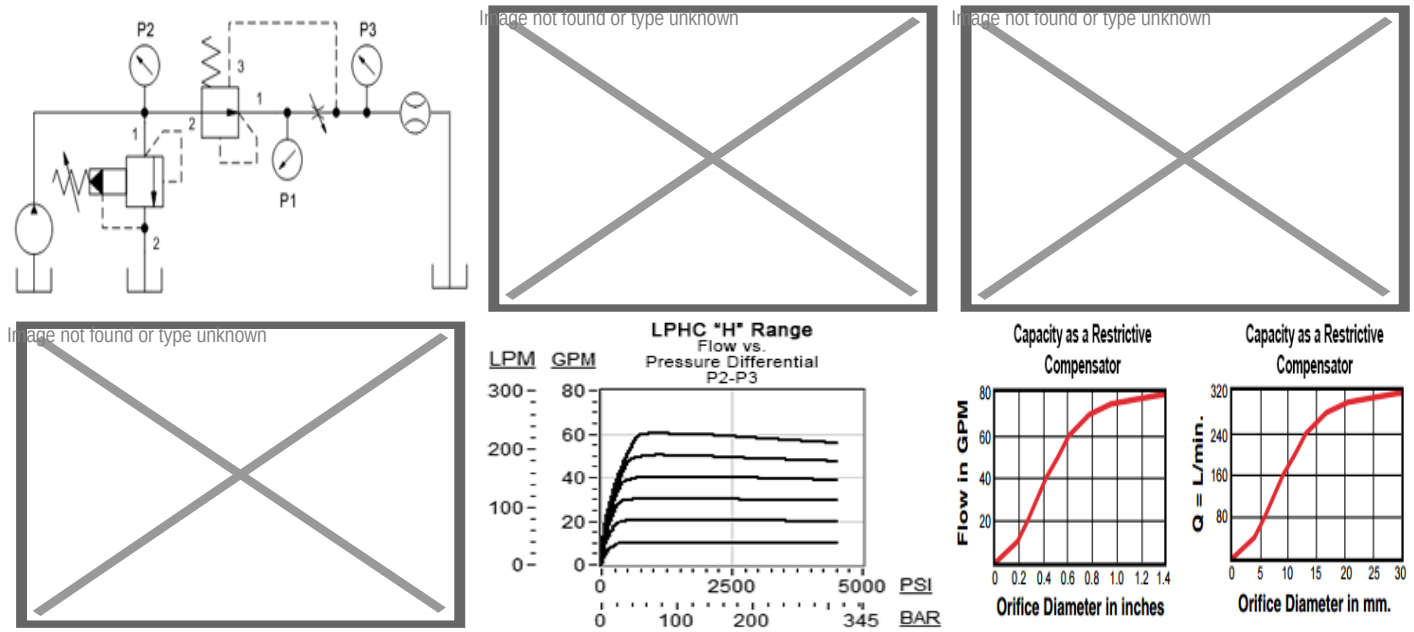 P2
P3
3
1
2
1
P1
2
Image not found or type unknown
Image not found or type unknown
Image not found or type unknown
LPHC "H" Range
Flow vs.
Pressure Differential
P2-P3
LPM GPM
300
200
100
0
80
60
40
20
0
0 2500 5000 PSI
0 100 200 345 BAR
Capacity as a Restrictive
Compensator
Flow in GPM
80
60
40
20
0 0.2 0.4 0.6 0.8 1.0 1.2 1.4
Orifice Diameter in inches
Capacity as a Restrictive
Compensator
Q = L/min.
320
240
160
80
0 5 10 15 20 25 30
Orifice Diameter in mm.